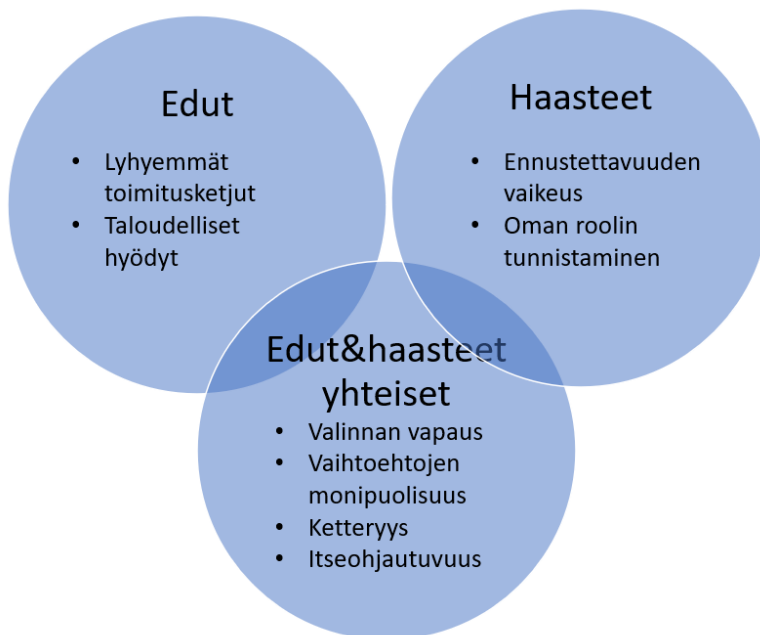 Edut
• Lyhyemmät
toimitusketjut
• Taloudelliset
hyödyt
Haasteet
• Ennustettavuuden
vaikeus
• Oman roolin
tunnistaminen
Edut&haasteet
yhteiset
• Valinnan vapaus
• Vaihtoehtojen
monipuolisuus
• Ketteryys
• Itseohjautuvuus